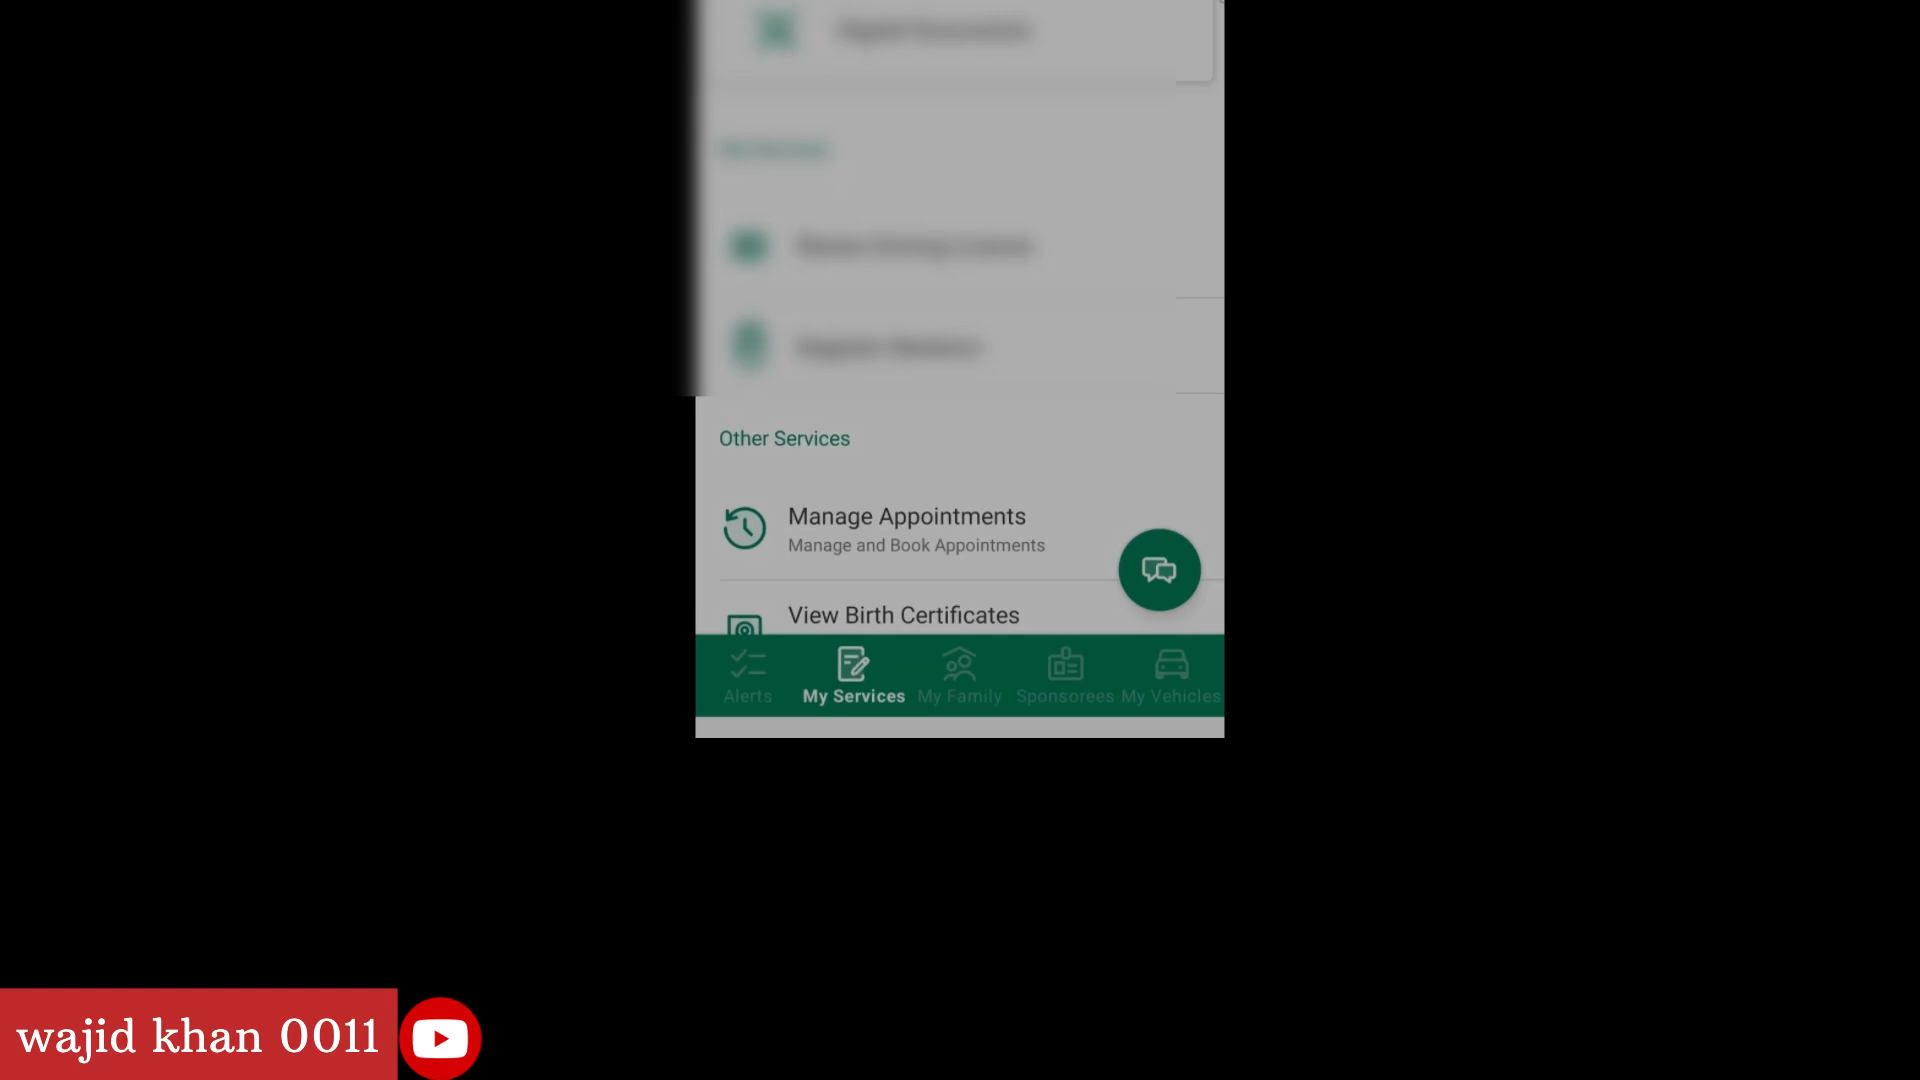 Other Services
Manage Appointments
Manage and Book Appointments
View Birth Certificates
Alerts
My Services
My Family
Sponsorees
My Vehicles
wajid khan 0011